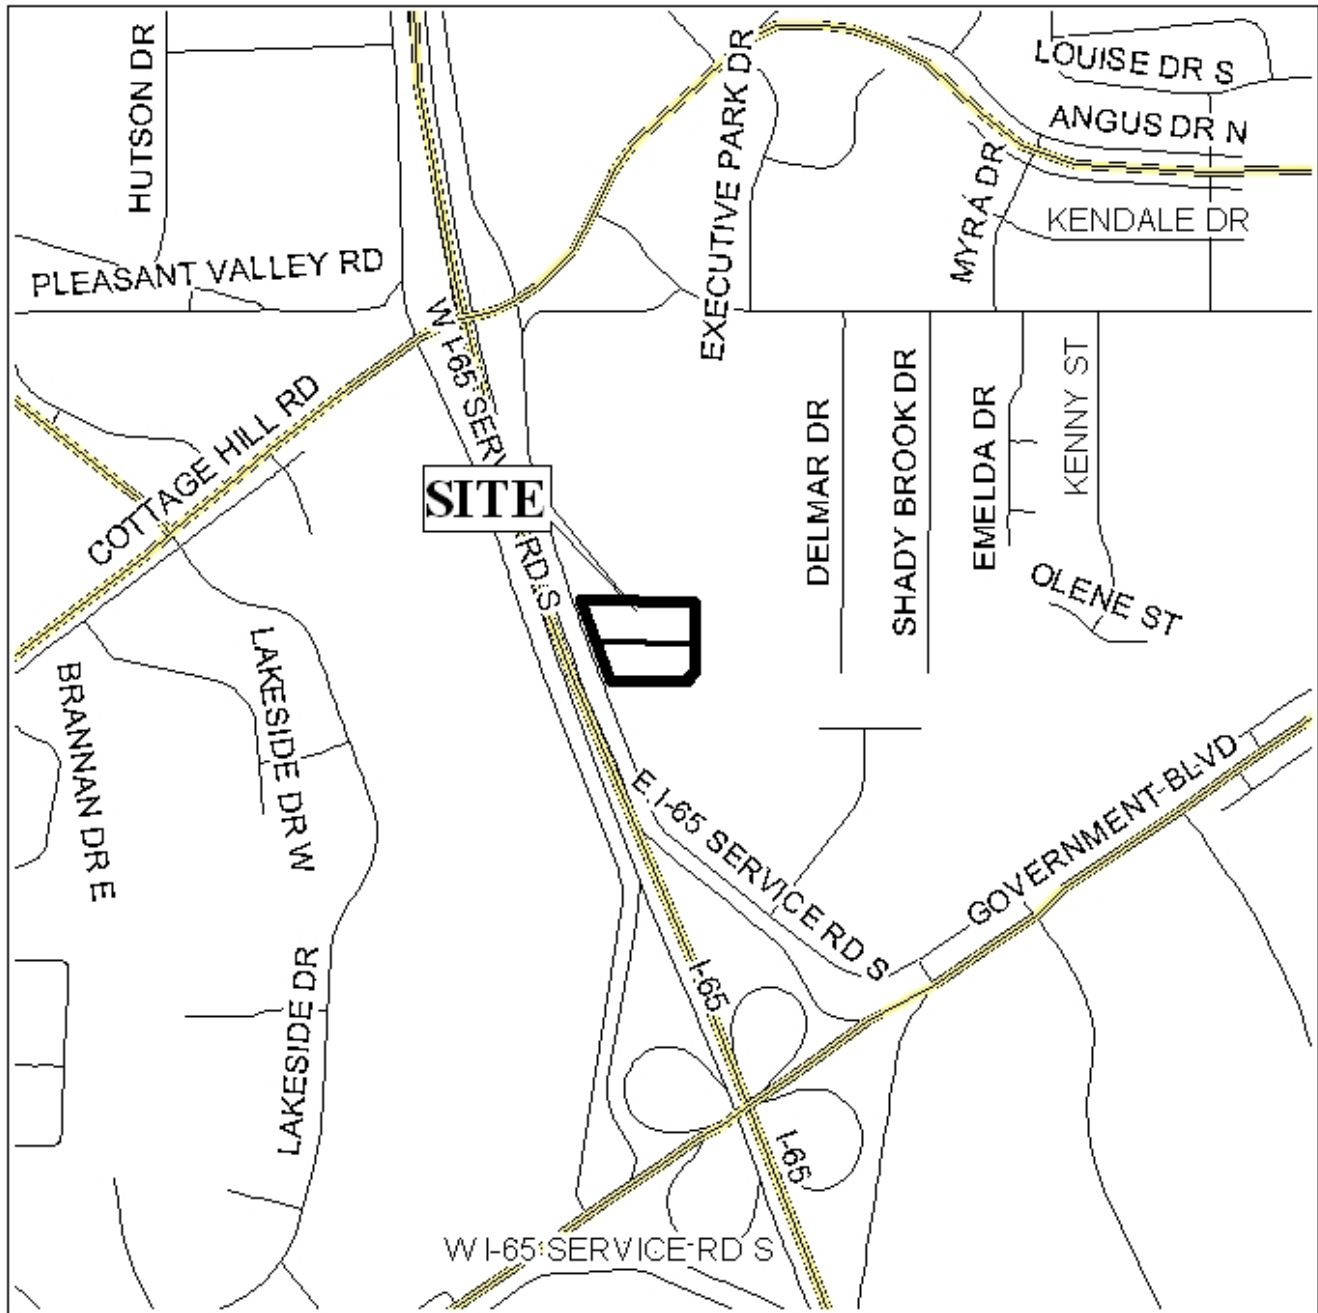 HUTSON DR
LOUISE DR S
ANGUS DR N
EXECUTIVE PARK DR
MYRA DR
KENDALE DR
PLEASANT VALLEY RD
W I-65 SERV RD S
COTTAGE HILL RD
SITE
DELMAR DR
SHADY BROOK DR
EMELDA DR
KENNY ST
OLENE ST
LAKESIDE DR W
BRANNAN DR E
E I-65 SERVICE RD S
GOVERNMENT BLVD
I-65
LAKESIDE DR
I-65
W I-65 SERVICE RD S